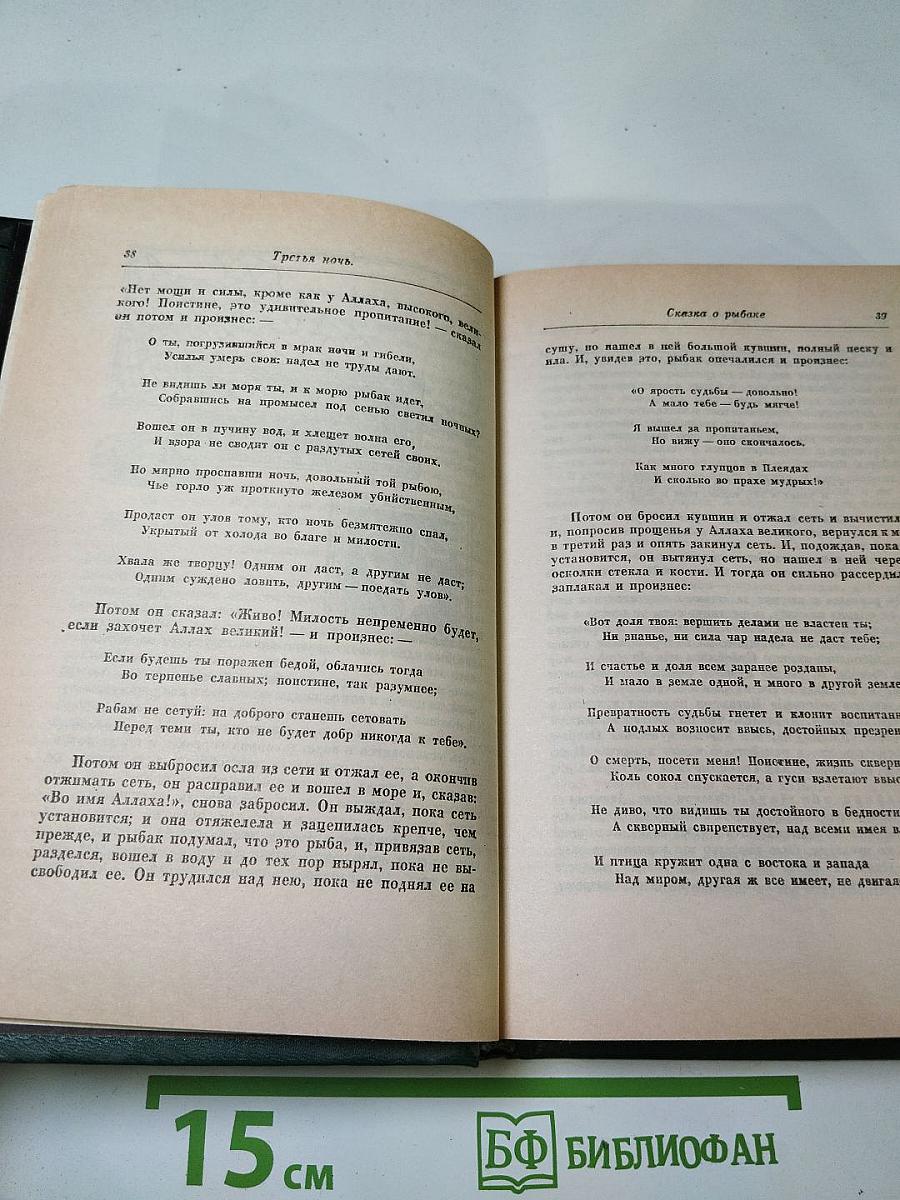 38
Третья ночь.
«Нет мощи и силы, кроме как у Аллаха, высокого, вели-
кого! Поистине, это удивительное пропитание! — сказал
он потом и произнес: —
О ты, погрузившийся в мрак ночи и гибели,
Усилья умерь свои: надел не труды дают.
Не видишь ли моря ты, и к морю рыбак идет,
Собравшись на промысел под сенью светил ночных?
Вошел он в пучину вод, и хлещет волна его,
И взора не сводит он с раздутых сетей своих.
Но мирно проспавши ночь, довольный той рыбою,
Чье горло уж проткнуто железом убийственным,
Продаст он улов тому, кто ночь безмятежно спал,
Укрытый от холода во благе и милости.
Хвала же творцу! Одним он даст, а другим не даст;
Одним суждено ловить, другим — поедать улов».
Потом он сказал: «Живо! Милость непременно будет,
если захочет Аллах великий! — и произнес: —
Если будешь ты поражен бедой, облачись тогда
Во терпенье славных; поистине, так разумнее;
Рабам не сетуй: на доброго станешь сетовать
Перед теми ты, кто не будет добр никогда к тебе».
Потом он выбросил осла из сети и отжал ее, а окончив
отжимать сеть, он расправил ее и вошел в море и, сказав:
«Во имя Аллаха!», снова забросил. Он выждал, пока сеть
установится; и она отяжелела и зацепилась крепче, чем
прежде, и рыбак подумал, что это рыба, и, привязав сеть,
разделся, вошел в воду и до тех пор нырял, пока не вы-
свободил ее. Он трудился над нею, пока не поднял ее на
Сказка о рыбаке
39
сушу, но нашел в ней большой кувшин, полный песку и
ила. И, увидев это, рыбак опечалился и произнес:
«О ярость судьбы — довольно!
А мало тебе — будь мягче!
Я вышел за пропитаньем,
Но вижу — оно скончалось.
Как много глупцов в Плеядах
И сколько во прахе мудрых!»
Потом он бросил кувшин и отжал сеть и вычистил
и, попросив прощенья у Аллаха великого, вернулся к м
в третий раз и опять закинул сеть. И, подождав, пока
установится, он вытянул сеть, но нашел в ней чере
осколки стекла и кости. И тогда он сильно рассердил
заплакал и произнес:
«Вот доля твоя: вершить делами не властен ты;
Ни знанье, ни сила чар надела не даст тебе;
И счастье и доля всем заранее розданы,
И мало в земле одной, и много в другой земле
Превратность судьбы гнетет и клонит воспитанн
А подлых возносит ввысь, достойных презрен
О смерть, посети меня! Поистине, жизнь скверн
Коль сокол спускается, а гуси взлетают ввыс
Не диво, что видишь ты достойного в бедности
А скверный свирепствует, над всеми имея в
И птица кружит одна с востока и запада
Над миром, другая ж все имеет, не двигая
15 см
БФ БИБЛИОФАН